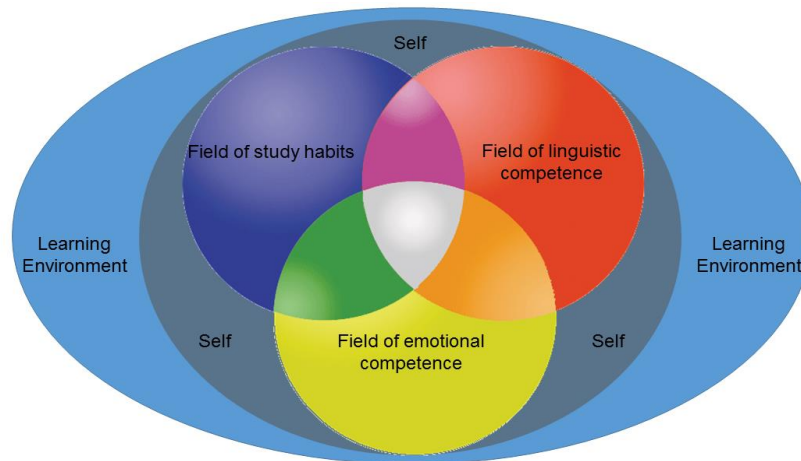 Self
Field of study habits
Field of linguistic
competence
Learning
Environment
Learning
Environment
Self
Field of emotional
competence
Self